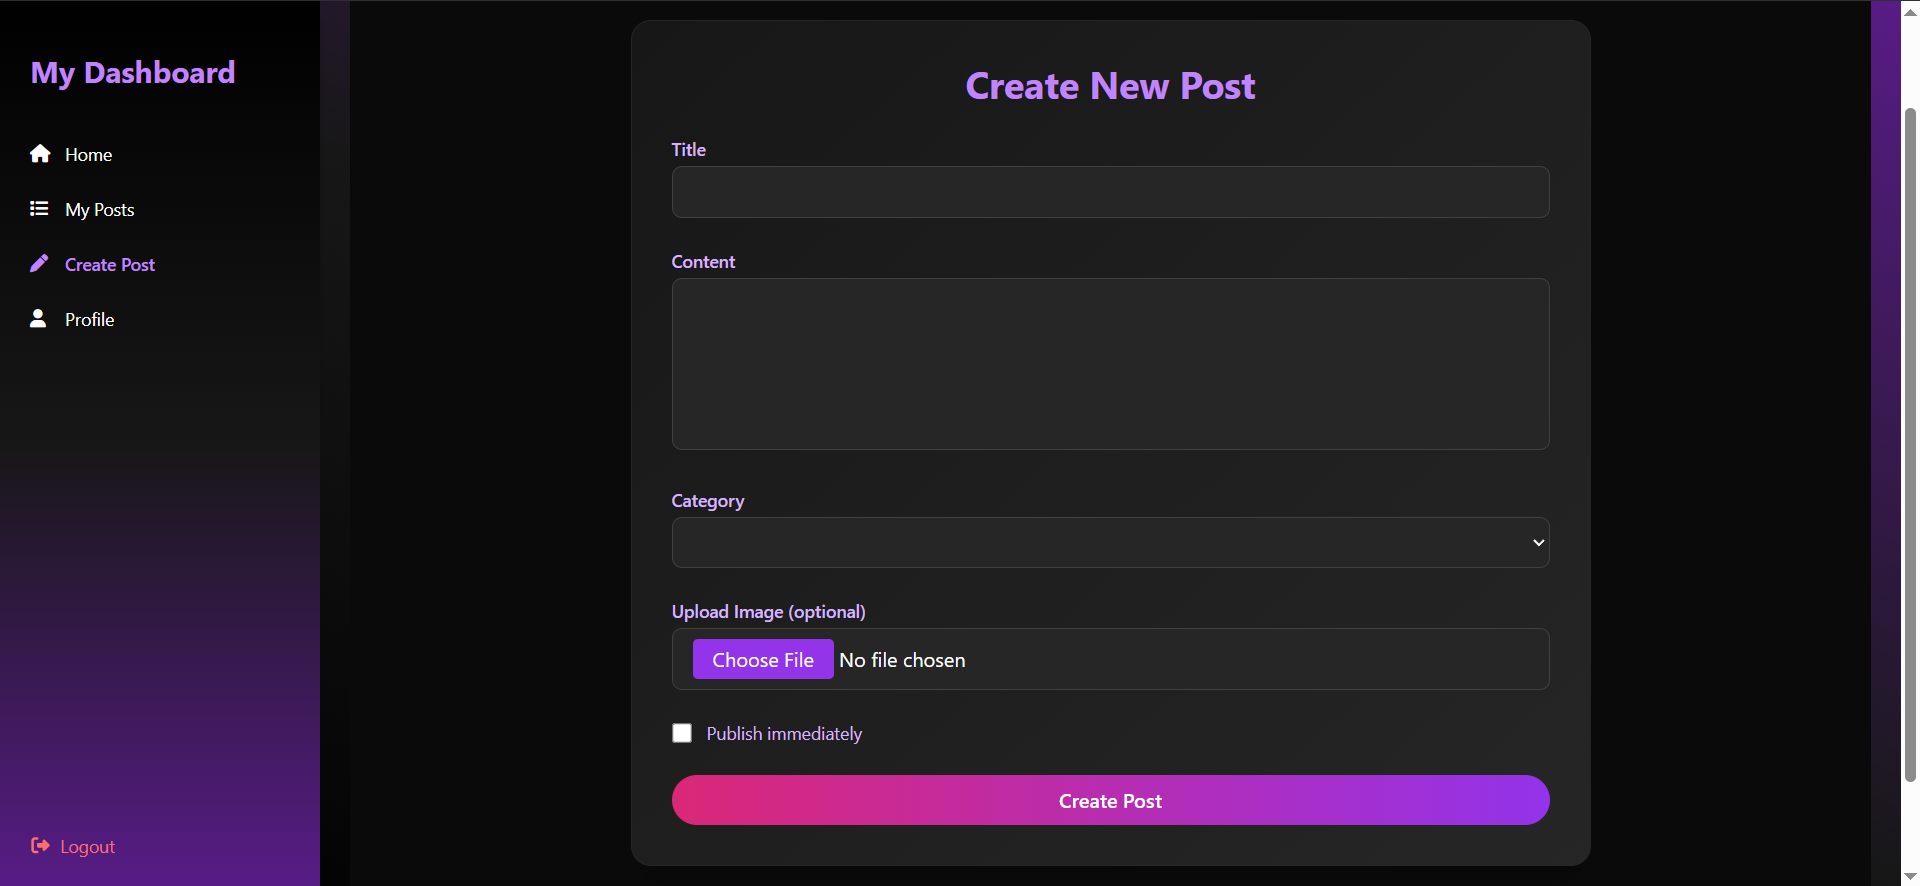 My Dashboard
Home
My Posts
Create Post
Profile
Logout
Create New Post
Title
Content
Category
Upload Image (optional)
Choose File No file chosen
Publish immediately
Create Post